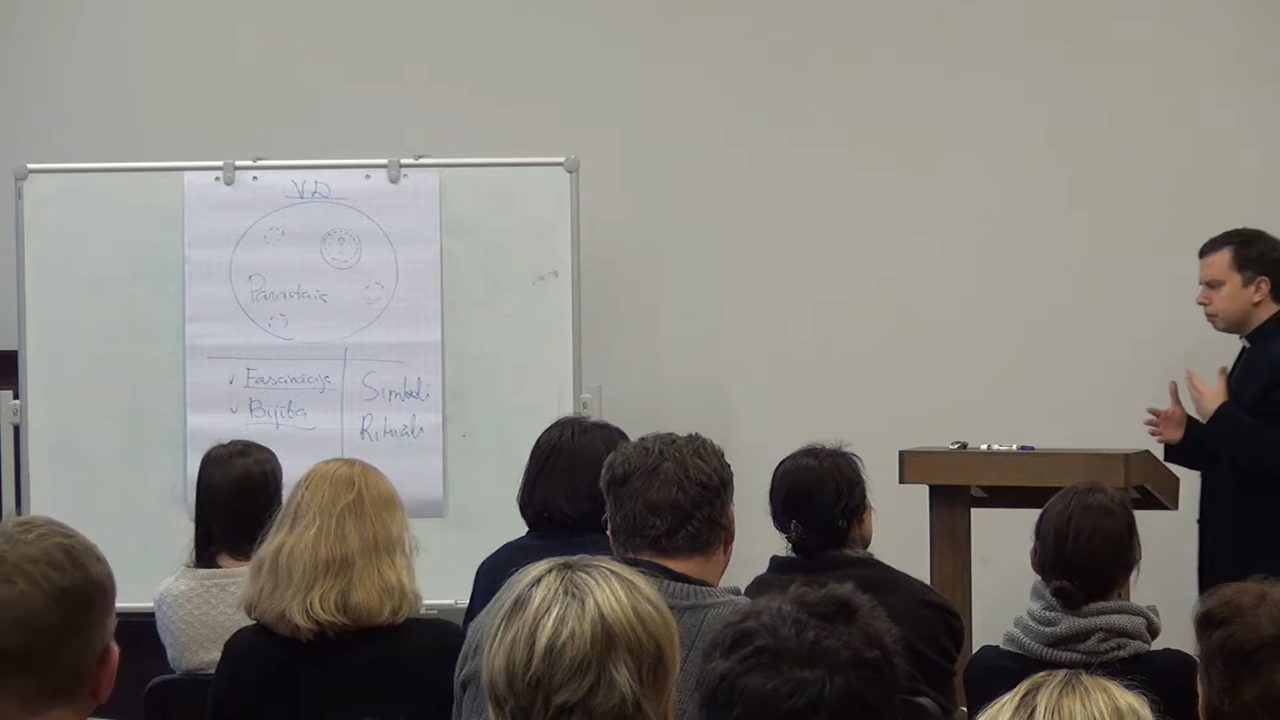 VD
Parastais
✓ Fascinācija
✓ Bijība
Simboli
Rituāli